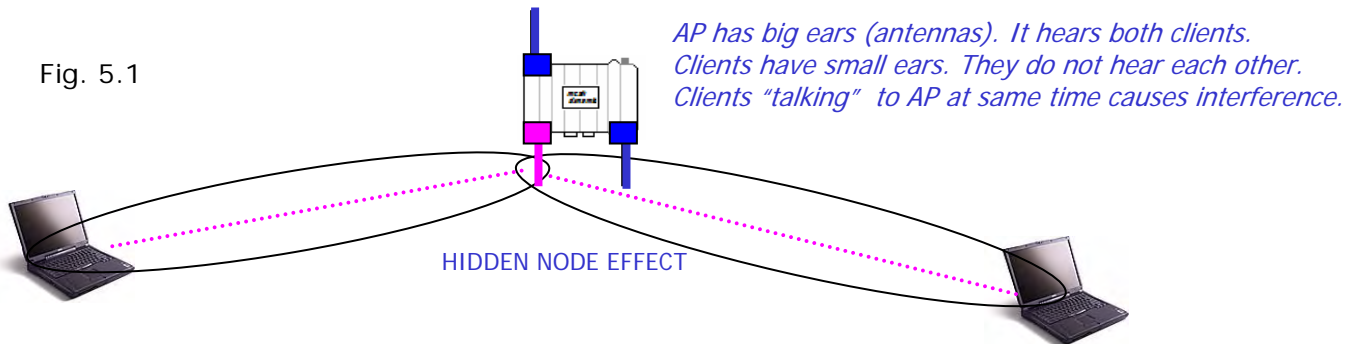 AP has big ears (antennas). It hears both clients.
Fig. 5.1
Clients have small ears. They do not hear each other.
Clients "talking" to AP at same time causes interference.
HIDDEN NODE EFFECT